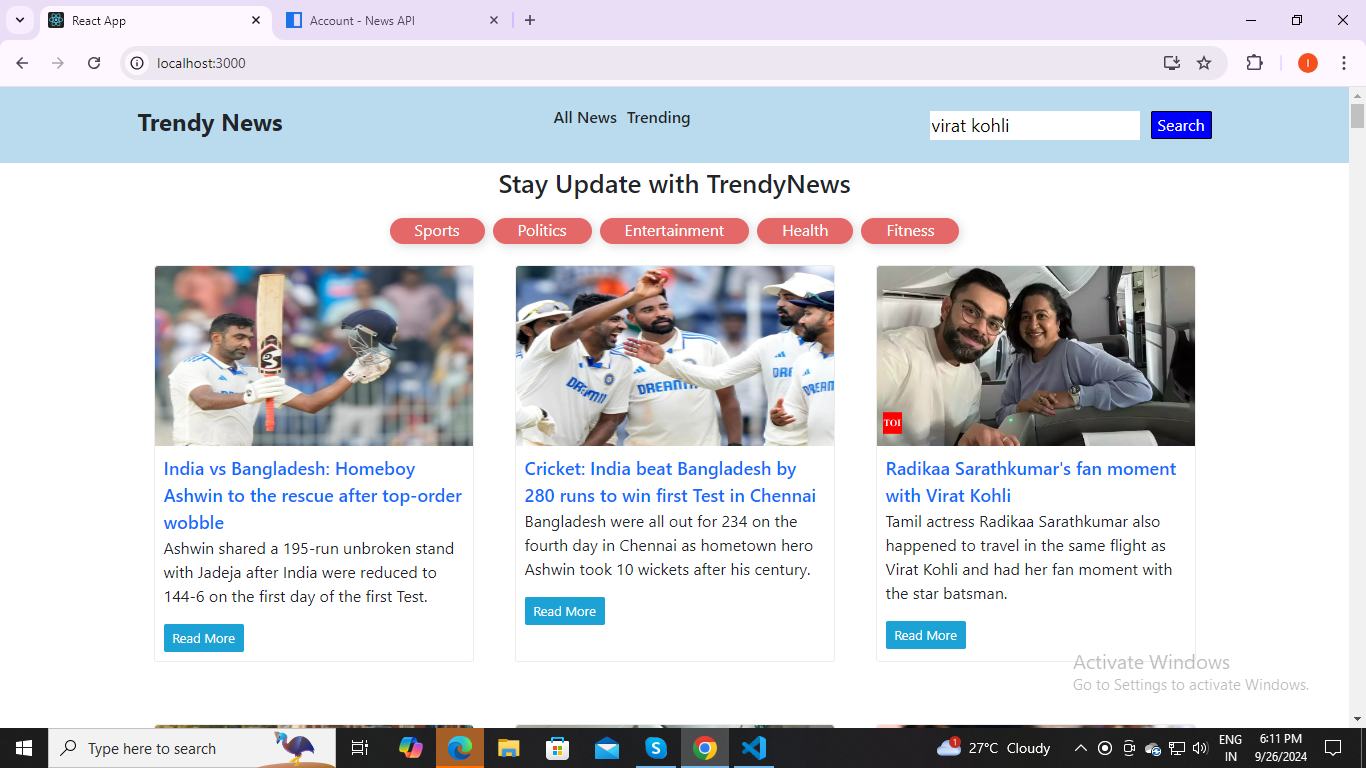 React App
Account - News API
localhost:3000
I
Trendy News
All News Trending
virat kohli
Search
Stay Update with TrendyNews
Sports Politics Entertainment Health Fitness
DREAM
DREAM
TOI
India vs Bangladesh: Homeboy
Ashwin to the rescue after top-order
wobble
Ashwin shared a 195-run unbroken stand
with Jadeja after India were reduced to
144-6 on the first day of the first Test.
Read More
Cricket: India beat Bangladesh by
280 runs to win first Test in Chennai
Bangladesh were all out for 234 on the
fourth day in Chennai as hometown hero
Ashwin took 10 wickets after his century.
Read More
Radikaa Sarathkumar's fan moment
with Virat Kohli
Tamil actress Radikaa Sarathkumar also
happened to travel in the same flight as
Virat Kohli and had her fan moment with
the star batsman.
Read More
Activate Windows
Go to Settings to activate Windows.
Type here to search
1
27°C Cloudy
ENG
IN
6:11 PM
9/26/2024